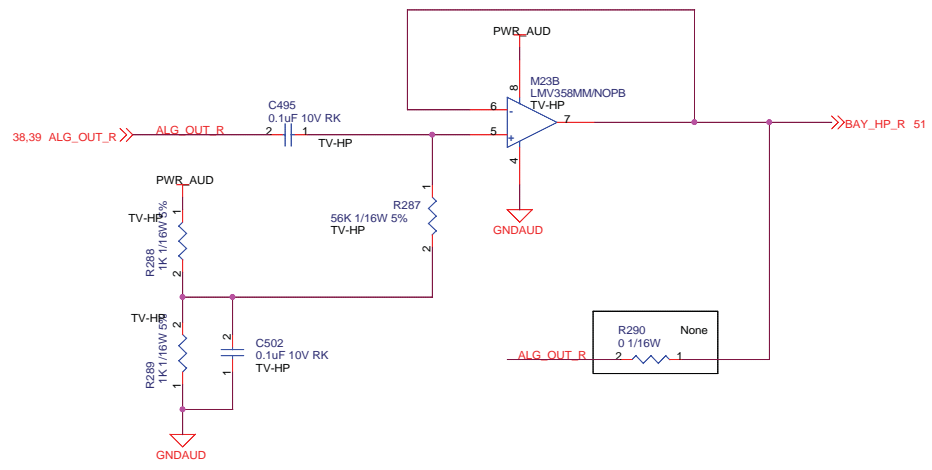 PWR_AUD
M23B
LMV358MM/NOPB
TV-HP
8
6
-
7
5
+
4
GNDAUD
C495
0.1uF 10V RK
38,39 ALG_OUT_R
ALG_OUT_R
2
1
TV-HP
BAY_HP_R 51
PWR_AUD
1
TV-HP
R288
1K 1/16W 5%
2
1
R287
56K 1/16W 5%
TV-HP
2
TV-HP
2
R289
1K 1/16W 5%
1
2
C502
0.1uF 10V RK
TV-HP
1
GNDAUD
R290
None
0 1/16W
ALG_OUT_R
2
1